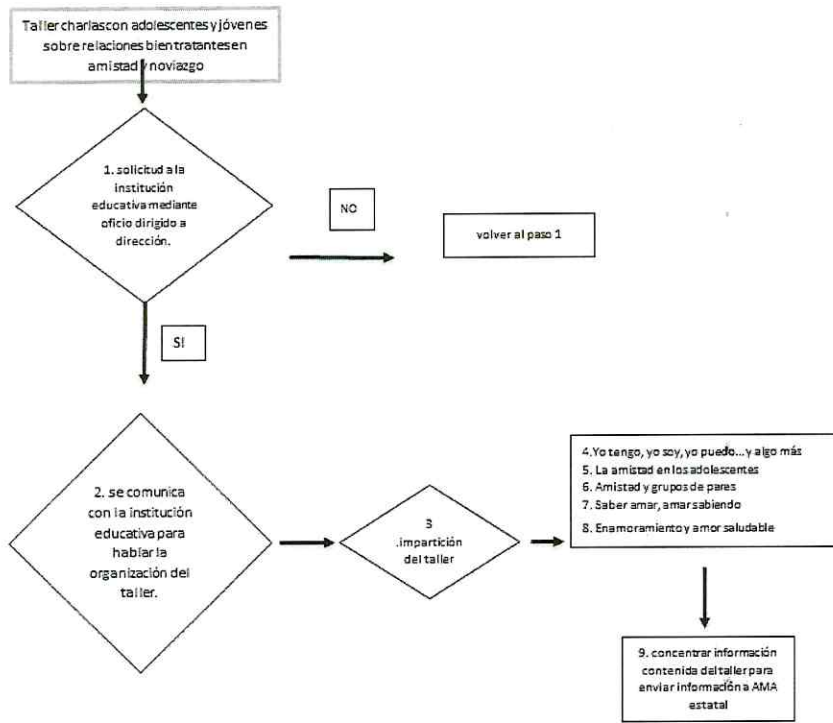 Taller charlas con adolescentes y jóvenes
sobre relaciones bientratantes en
amistad y noviazgo
1. solicitud a la
institución
educativa mediante
oficio dirigido a
dirección.
NO
volver al paso 1
SI
2. se comunica
con la institución
educativa para
hablar la
organización del
taller.
3
.impartición
del taller
4.Yo tengo, yo soy, yo puedo...y algo más
5. La amistad en los adolescentes
6. Amistad y grupos de pares
7. Saber amar, amar sabiendo
8. Enamoramiento y amor saludable
9. concentrar información
contenida del taller para
enviar información a AMA
estatal